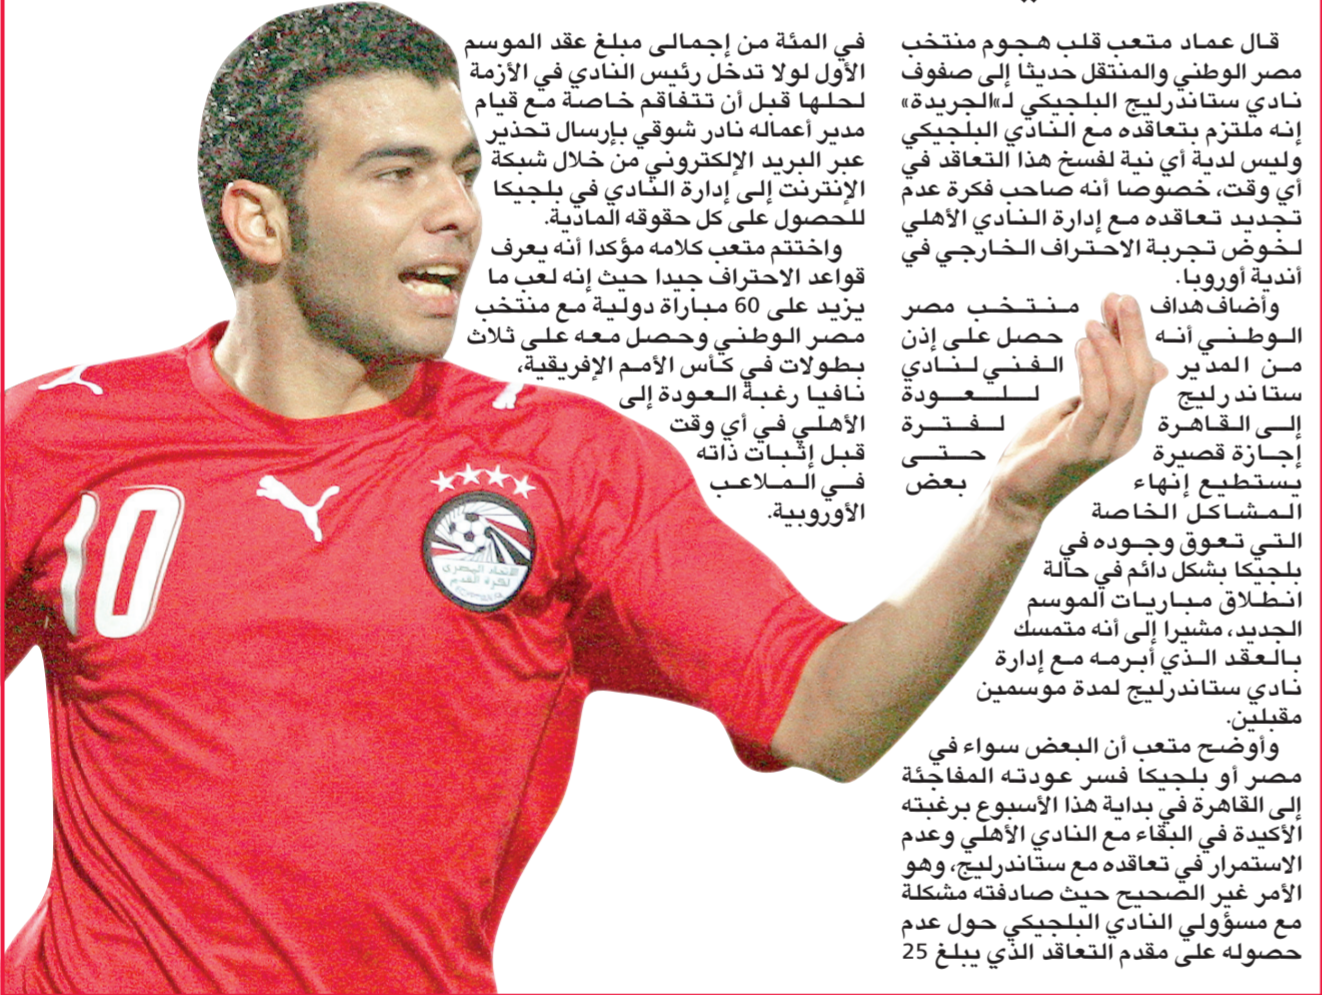 قال عماد متعب قلب هجوم منتخب
مصر الوطني والمنتقل حديثا إلى صفوف
نادي ستاندرليج البلجيكي لـ»الجريدة»
إنه ملتزم بتعاقده مع النادي البلجيكي
وليس لدية أي نية لفسخ هذا التعاقد في
أي وقت، خصوصا أنه صاحب فكرة عدم
تجديد تعاقده مع إدارة النادي الأهلي
لخوض تجربة الاحتراف الخارجي في
أندية أوروبا.
وأضاف هداف منتخب مصر
الوطني أنه حصل على إذن
من المدير الفني لنادي
ستاندرليج للعودة
إلى القاهرة لفترة
إجازة قصيرة حتى
يستطيع إنهاء بعض
المشاكل الخاصة
التي تعوق وجوده في
بلجيكا بشكل دائم في حالة
انطلاق مباريات الموسم
الجديد، مشيرا إلى أنه متمسك
بالعقد الذي أبرمه مع إدارة
نادي ستاندرليج لمدة موسمين
مقبلين.
وأوضح متعب أن البعض سواء في
مصر أو بلجيكا فسر عودته المفاجئة
إلى القاهرة في بداية هذا الأسبوع برغبته
الأكيدة في البقاء مع النادي الأهلي وعدم
الاستمرار في تعاقده مع ستاندرليج، وهو
الأمر غير الصحيح حيث صادفته مشكلة
مع مسؤولي النادي البلجيكي حول عدم
حصوله على مقدم التعاقد الذي يبلغ 25
في المئة من إجمالى مبلغ عقد الموسم
الأول لولا تدخل رئيس النادي في الأزمة
لحلها قبل أن تتفاقم خاصة مع قيام
مدير أعماله نادر شوقي بإرسال تحذير
عبر البريد الإلكتروني من خلال شبكة
الإنترنت إلى إدارة النادي في بلجيكا
للحصول على كل حقوقه المادية.
واختتم متعب كلامه مؤكدا أنه يعرف
قواعد الاحتراف جيدا حيث إنه لعب ما
يزيد على 60 مباراة دولية مع منتخب
مصر الوطني وحصل معه على ثلاث
بطولات في كأس الأمم الإفريقية،
نافيا رغبة العودة إلى
الأهلي في أي وقت
قبل إثبات ذاته
في الملاعب
الأوروبية.
10
الاتحاد المصرى
لكرة القدم